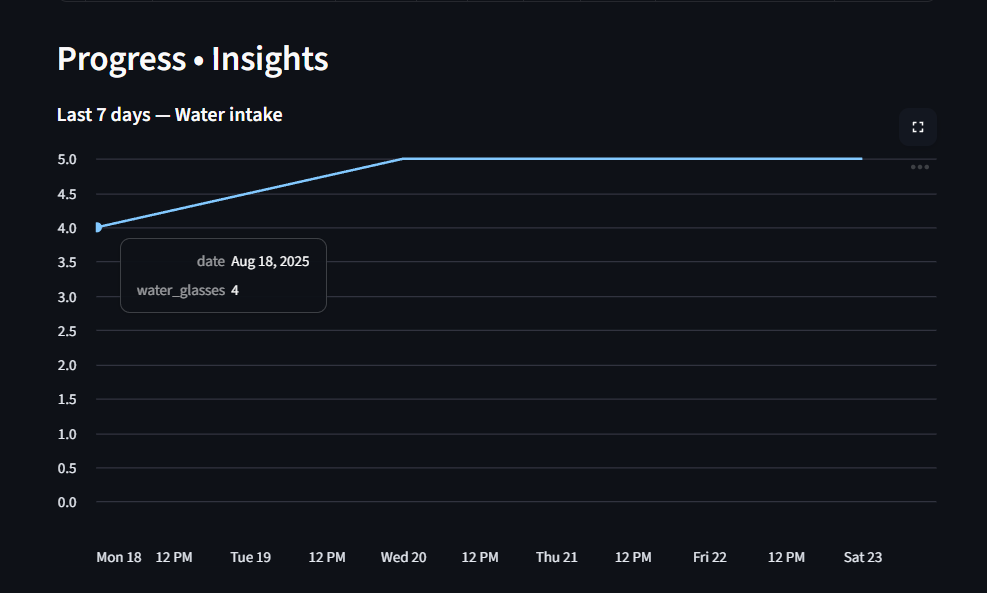 Progress • Insights
Last 7 days — Water intake
5.0
4.5
4.0
3.5
date Aug 18, 2025
water_glasses 4
3.0
2.5
2.0
1.5
1.0
0.5
0.0
Mon 18 12 PM Tue 19 12 PM Wed 20 12 PM Thu 21 12 PM Fri 22 12 PM Sat 23